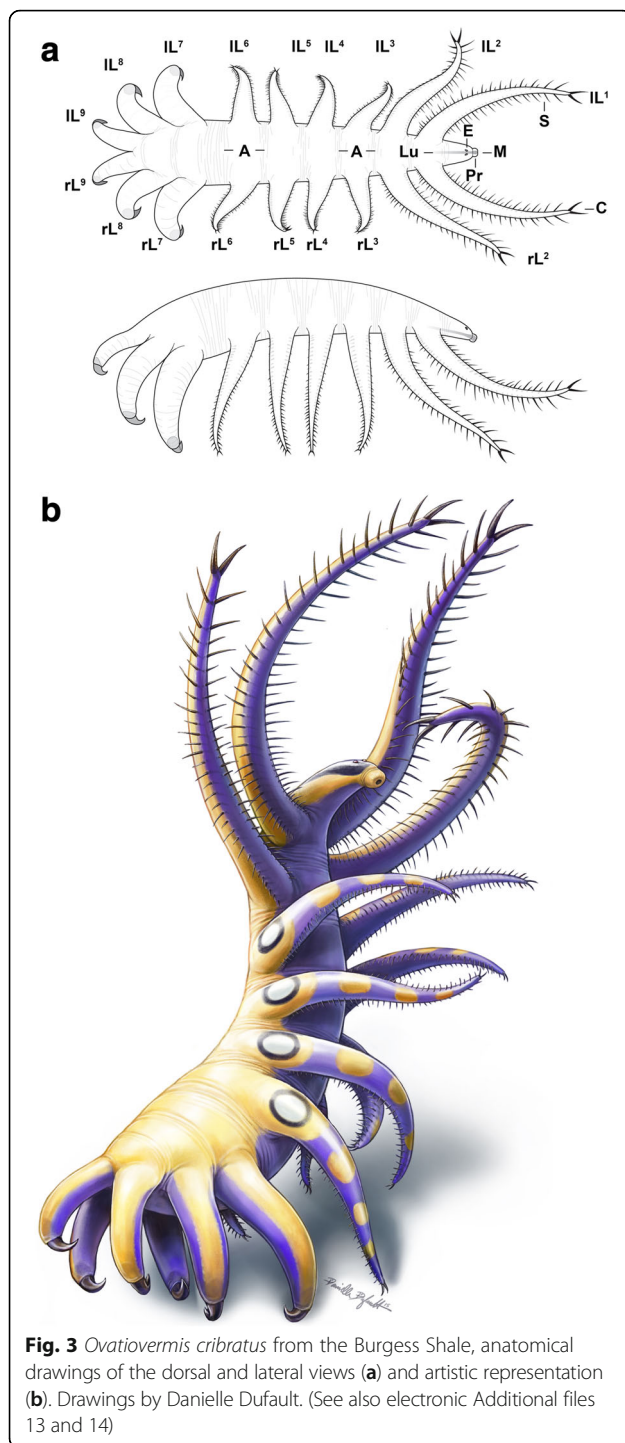 a
lL⁹ lL⁸ lL⁷ lL⁶ lL⁵ lL⁴ lL³ lL²
lL¹
S
E
A A Lu M
Pr
C
rL⁹ rL⁸ rL⁷ rL⁶ rL⁵ rL⁴ rL³ rL²
b
Fig. 3 Ovatiovermis cribratus from the Burgess Shale, anatomical
drawings of the dorsal and lateral views (a) and artistic representation
(b). Drawings by Danielle Dufault. (See also electronic Additional files
13 and 14)